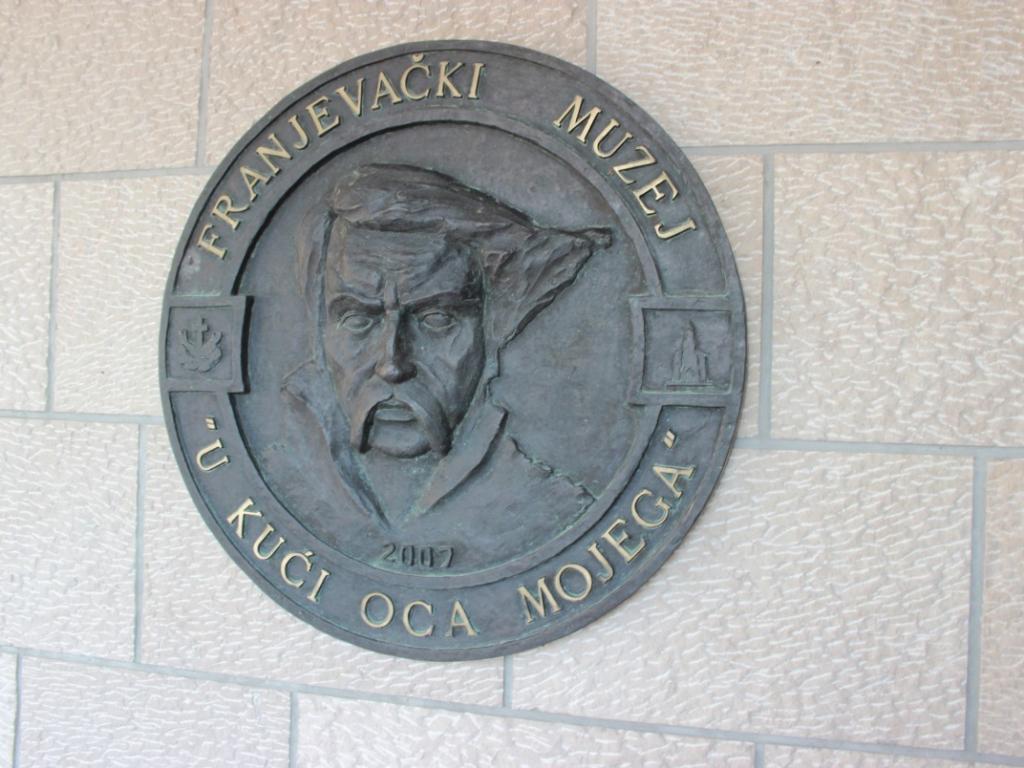 FRANJEVAČKI MUZEJ
"U KUĆI OCA MOJEGA"
2007